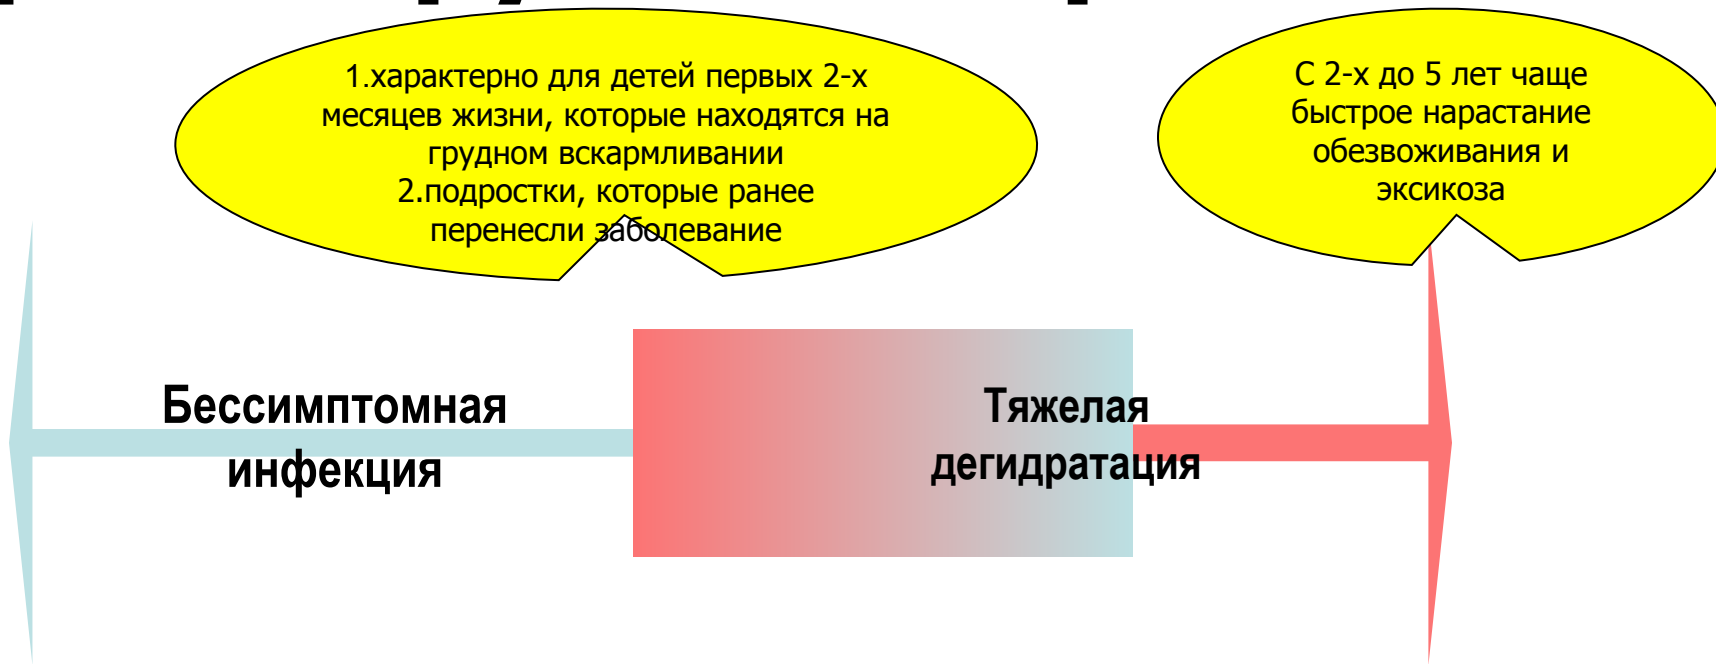 1.характерно для детей первых 2-х
месяцев жизни, которые находятся на
грудном вскармливании
2.подростки, которые ранее
перенесли заболевание
С 2-х до 5 лет чаще
быстрое нарастание
обезвоживания и
эксикоза
Бессимптомная
инфекция
Тяжелая
дегидратация